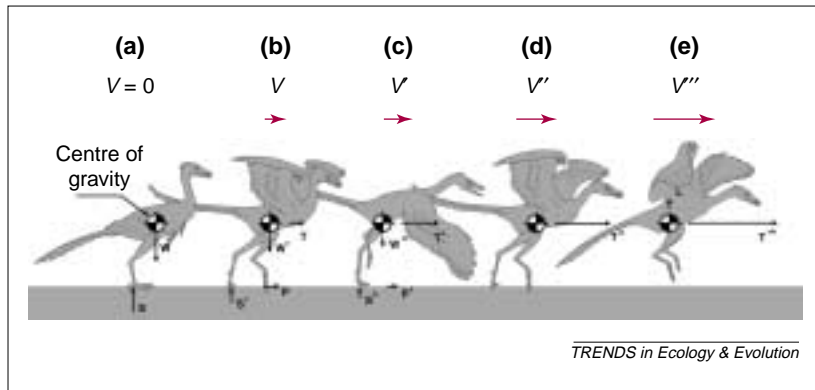 (a) (b) (c) (d) (e)
V = 0 V V′ V″ V‴
Centre of
gravity
T T′ T″ T‴
TRENDS in Ecology & Evolution